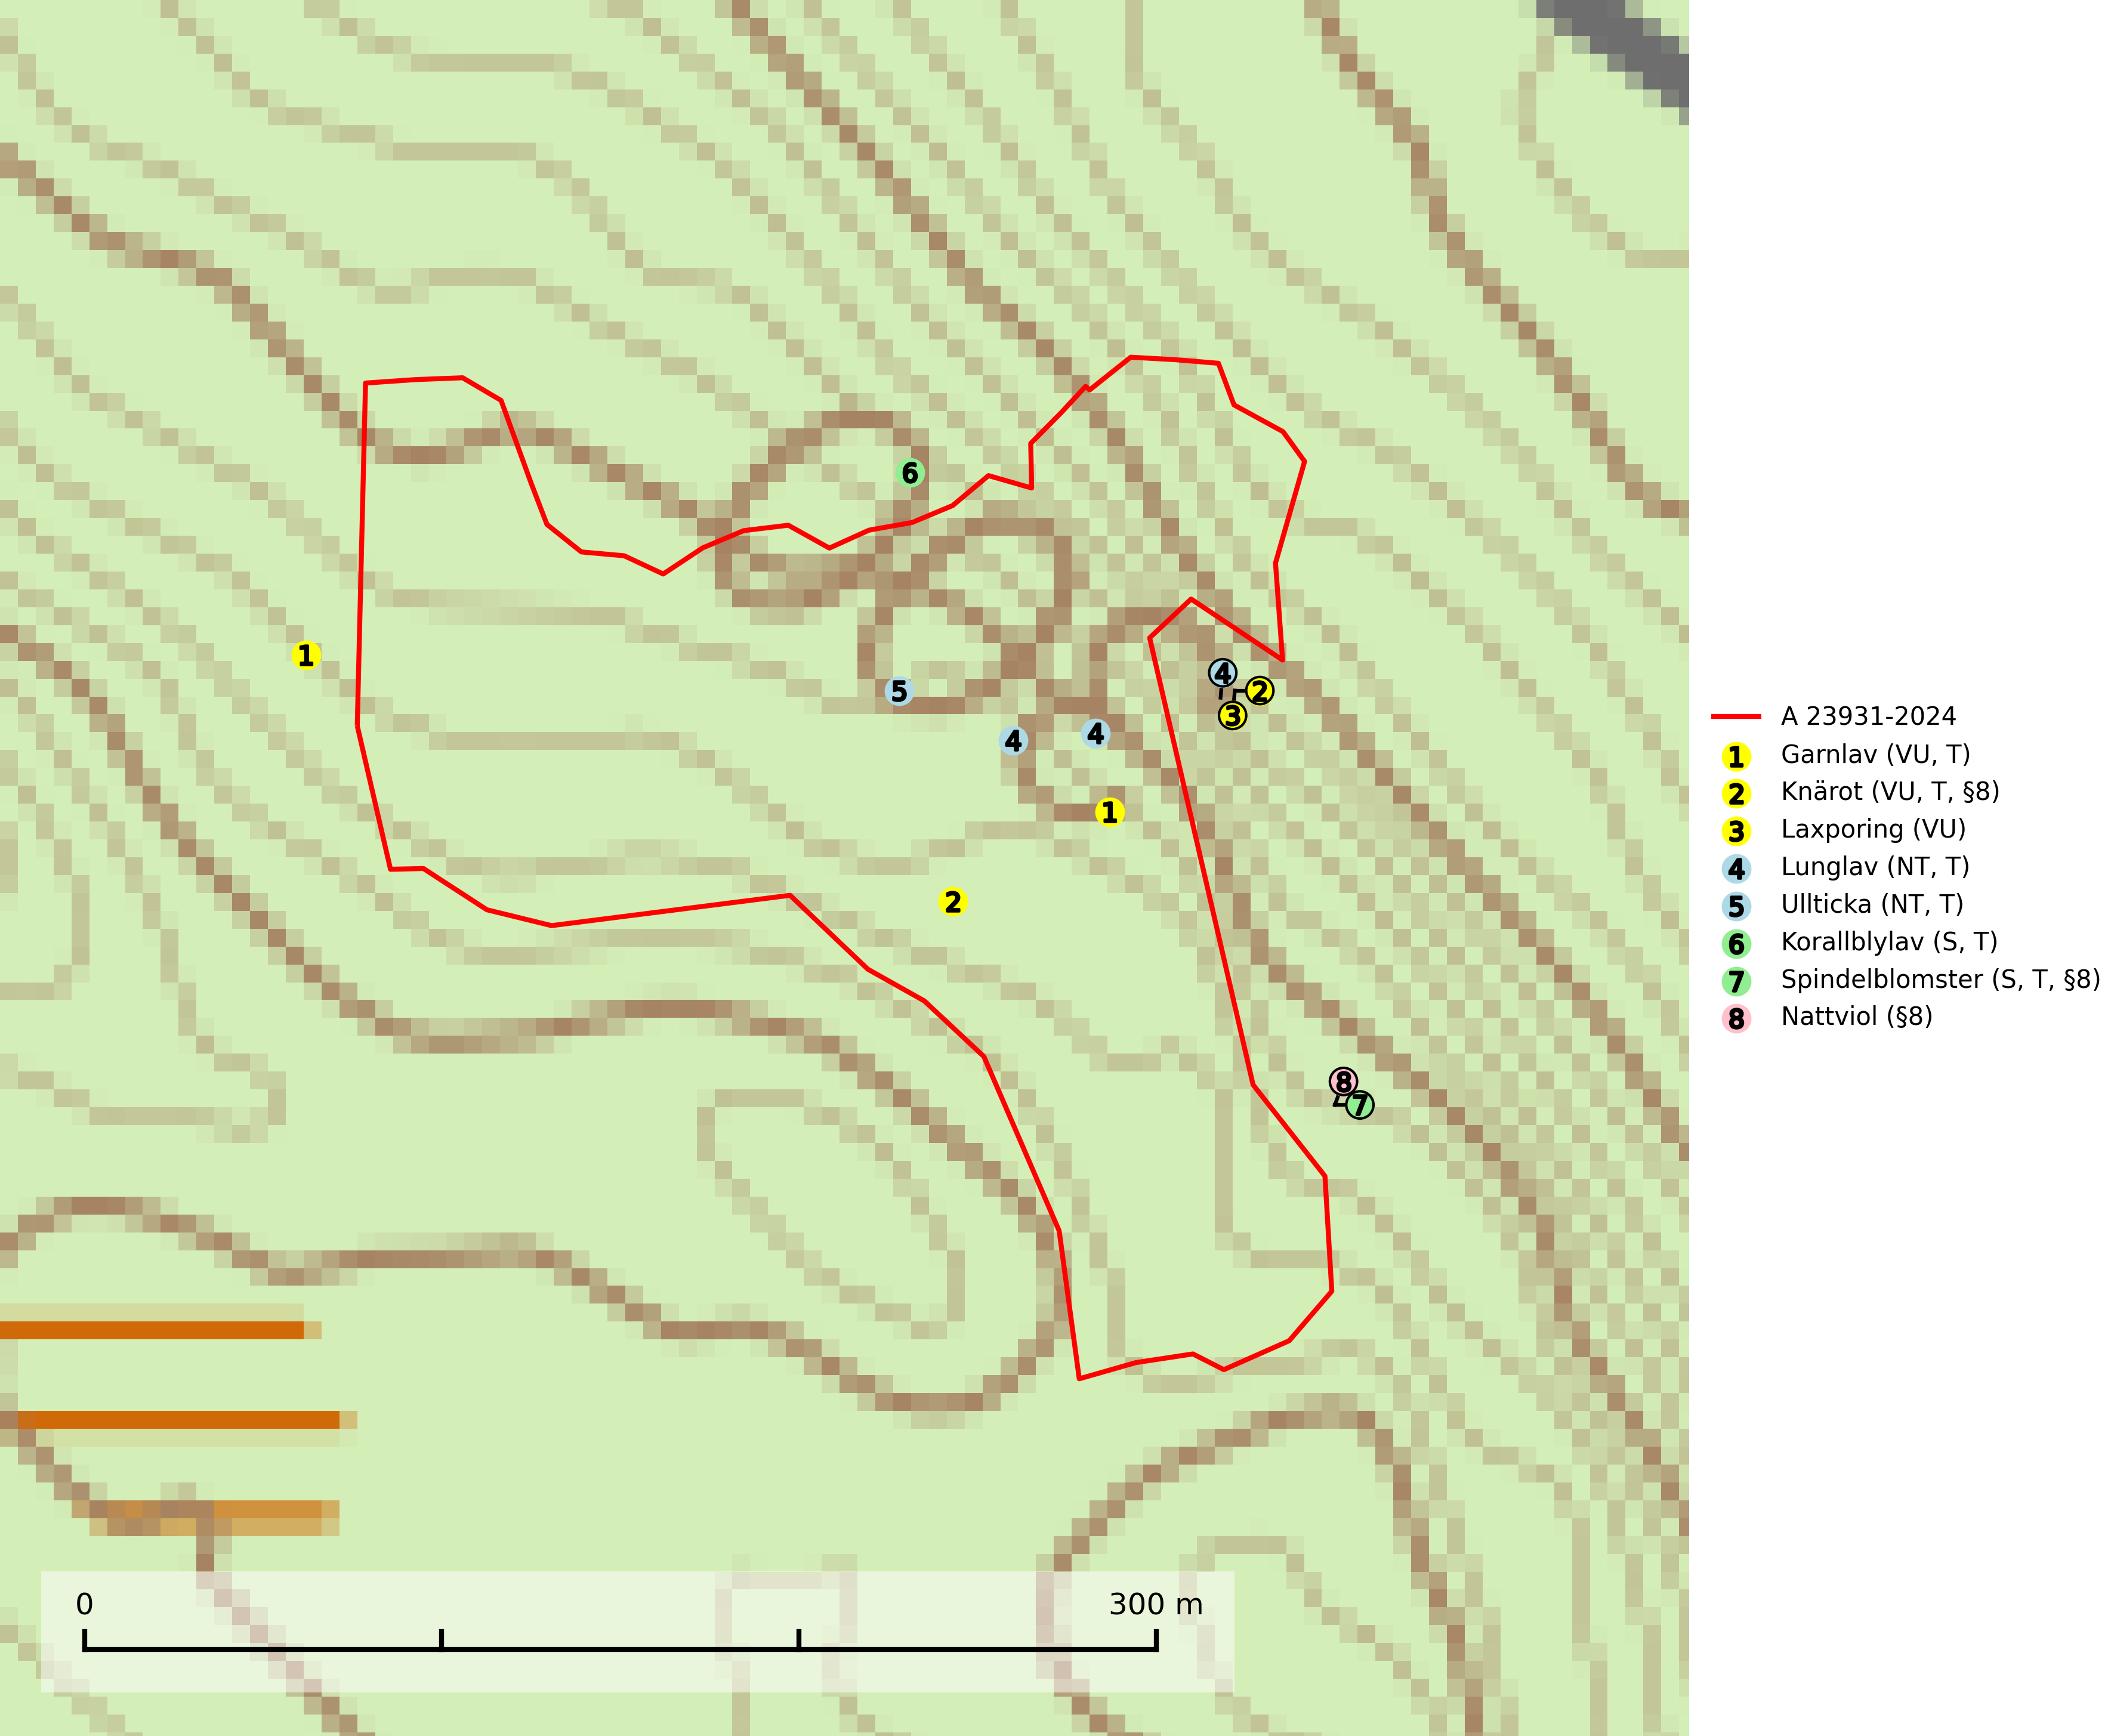 6
1
4
2
5
3
4
4
1
2
8
7
A 23931-2024
1 Garnlav (VU, T)
2 Knärot (VU, T, §8)
3 Laxporing (VU)
4 Lunglav (NT, T)
5 Ullticka (NT, T)
6 Korallblylav (S, T)
7 Spindelblomster (S, T, §8)
8 Nattviol (§8)
0 300 m